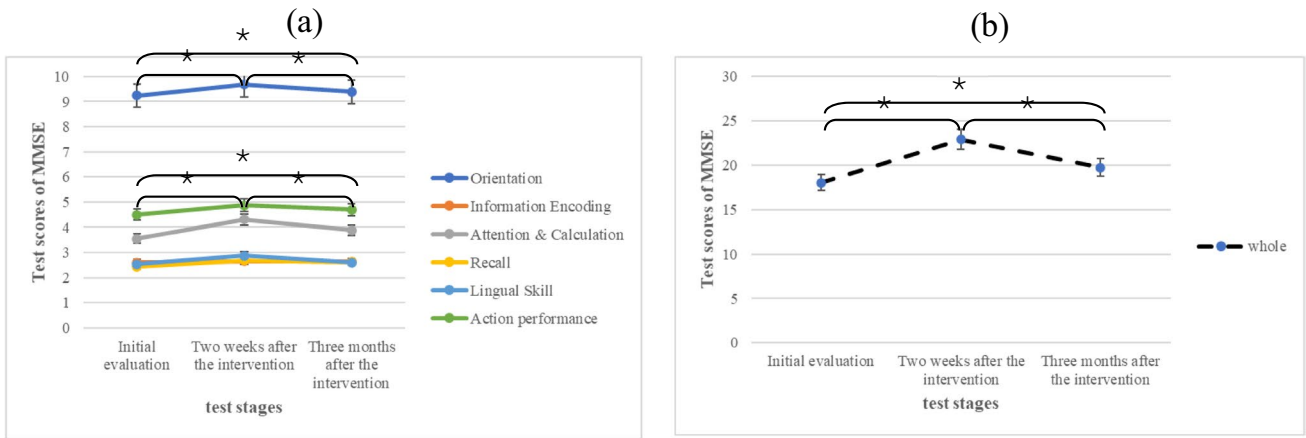 (a)
*
* *
10
9
8
7
6
5
4
3
2
1
0
*
* *
Test scores of MMSE
Initial
evaluation
Two weeks after
the intervention
Three months
after the
intervention
test stages
Orientation
Information Encoding
Attention & Calculation
Recall
Lingual Skill
Action performance
(b)
*
* *
30
25
20
15
10
5
0
Test scores of MMSE
Initial evaluation
Two weeks after the
intervention
Three months after the
intervention
test stages
whole